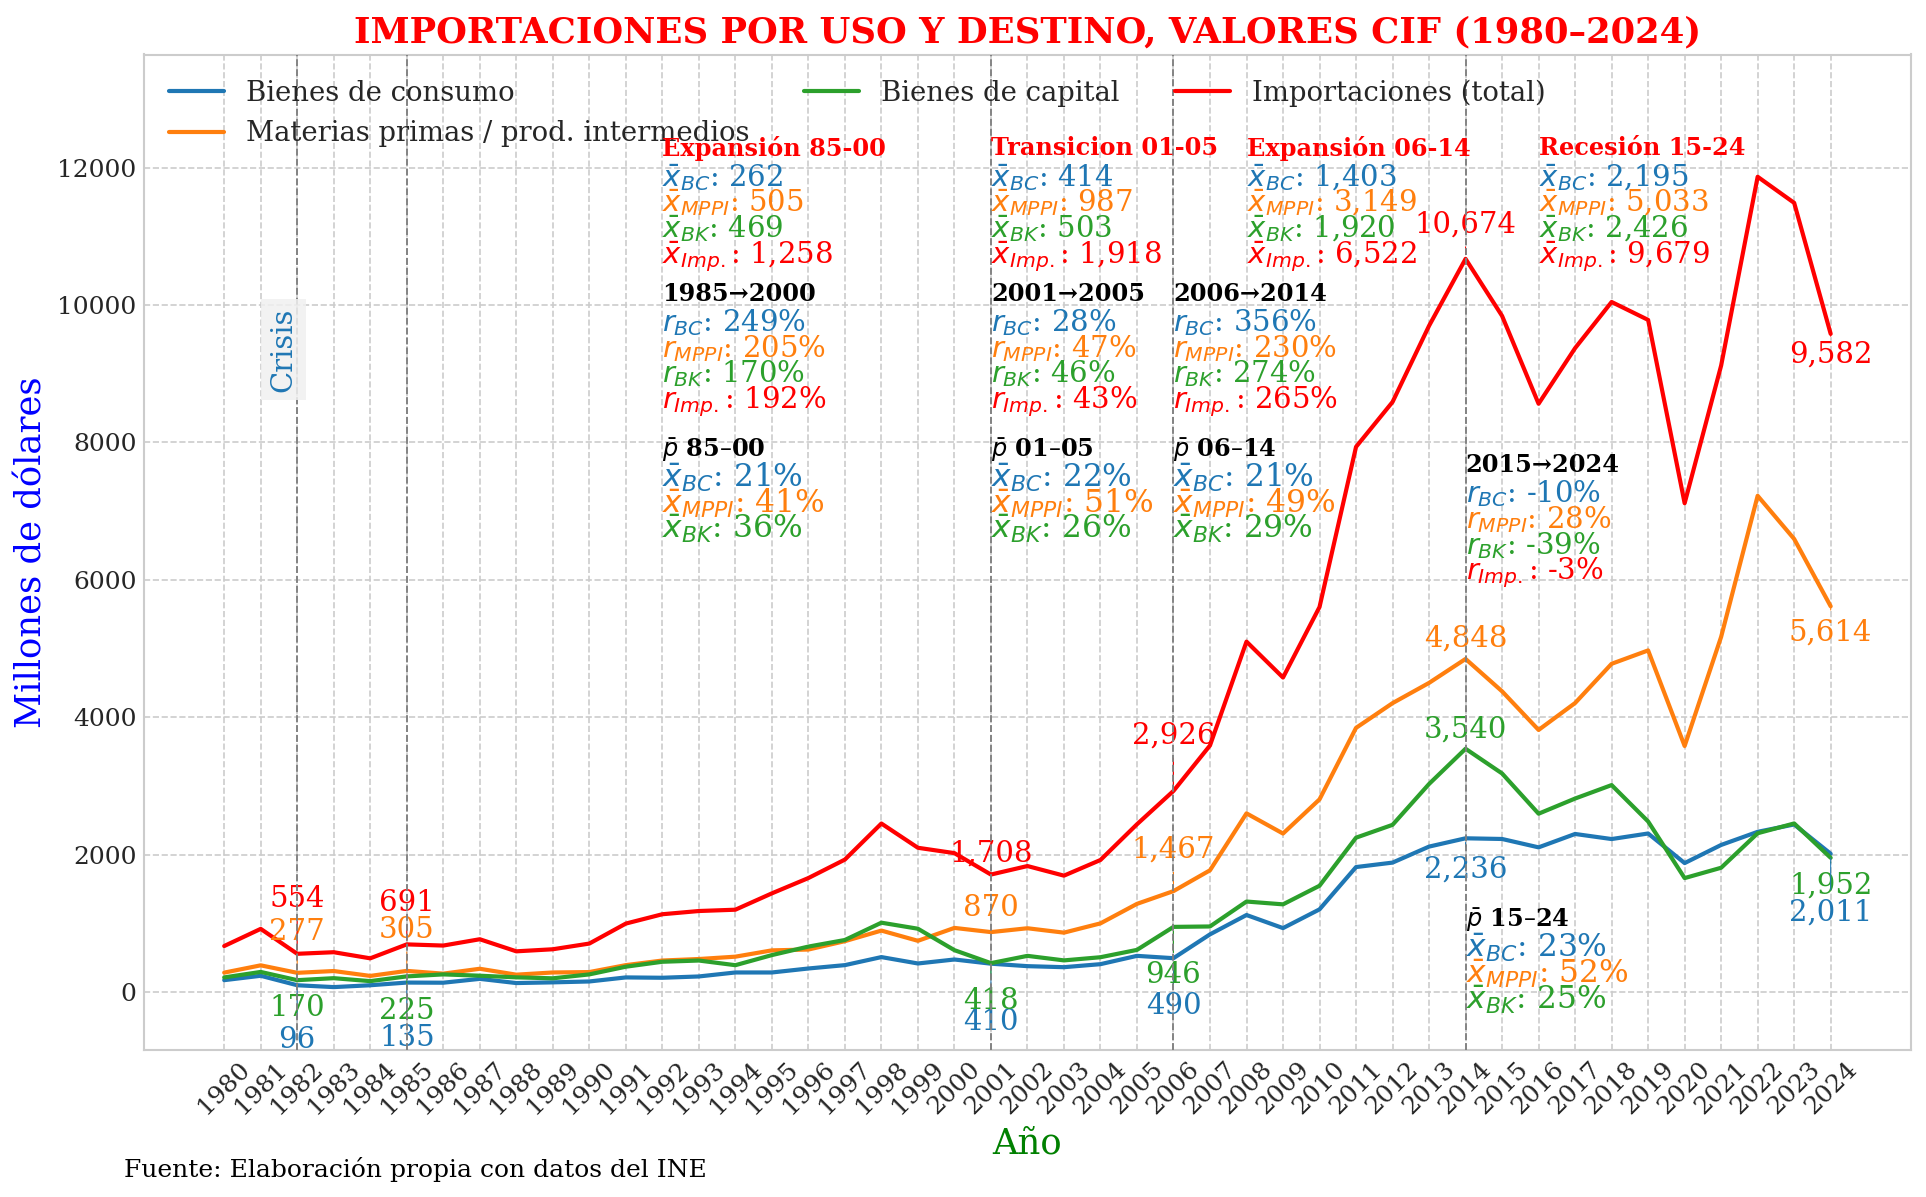 IMPORTACIONES POR USO Y DESTINO, VALORES CIF (1980–2024)
Bienes de consumo
Materias primas / prod. intermedios
Bienes de capital
Importaciones (total)
Expansión 85-00
x̄BC: 262
x̄MPPI: 505
x̄BK: 469
x̄Imp.: 1,258
1985→2000
rBC: 249%
rMPPI: 205%
rBK: 170%
rImp.: 192%
p̄ 85–00
x̄BC: 21%
x̄MPPI: 41%
x̄BK: 36%
Transicion 01-05
x̄BC: 414
x̄MPPI: 987
x̄BK: 503
x̄Imp.: 1,918
2001→2005
rBC: 28%
rMPPI: 47%
rBK: 46%
rImp.: 43%
p̄ 01–05
x̄BC: 22%
x̄MPPI: 51%
x̄BK: 26%
Expansión 06-14
x̄BC: 1,403
x̄MPPI: 3,149
x̄BK: 1,920
x̄Imp.: 6,522
2006→2014
rBC: 356%
rMPPI: 230%
rBK: 274%
rImp.: 265%
p̄ 06–14
x̄BC: 21%
x̄MPPI: 49%
x̄BK: 29%
Recesión 15-24
x̄BC: 2,195
x̄MPPI: 5,033
x̄BK: 2,426
x̄Imp.: 9,679
2015→2024
rBC: -10%
rMPPI: 28%
rBK: -39%
rImp.: -3%
p̄ 15–24
x̄BC: 23%
x̄MPPI: 52%
x̄BK: 25%
Crisis
554
277
170
96
691
305
225
135
1,708
870
418
410
2,926
1,467
946
490
10,674
4,848
3,540
2,236
9,582
5,614
1,952
2,011
Millones de dólares
12000
10000
8000
6000
4000
2000
0
1980
1981
1982
1983
1984
1985
1986
1987
1988
1989
1990
1991
1992
1993
1994
1995
1996
1997
1998
1999
2000
2001
2002
2003
2004
2005
2006
2007
2008
2009
2010
2011
2012
2013
2014
2015
2016
2017
2018
2019
2020
2021
2022
2023
2024
Año
Fuente: Elaboración propia con datos del INE